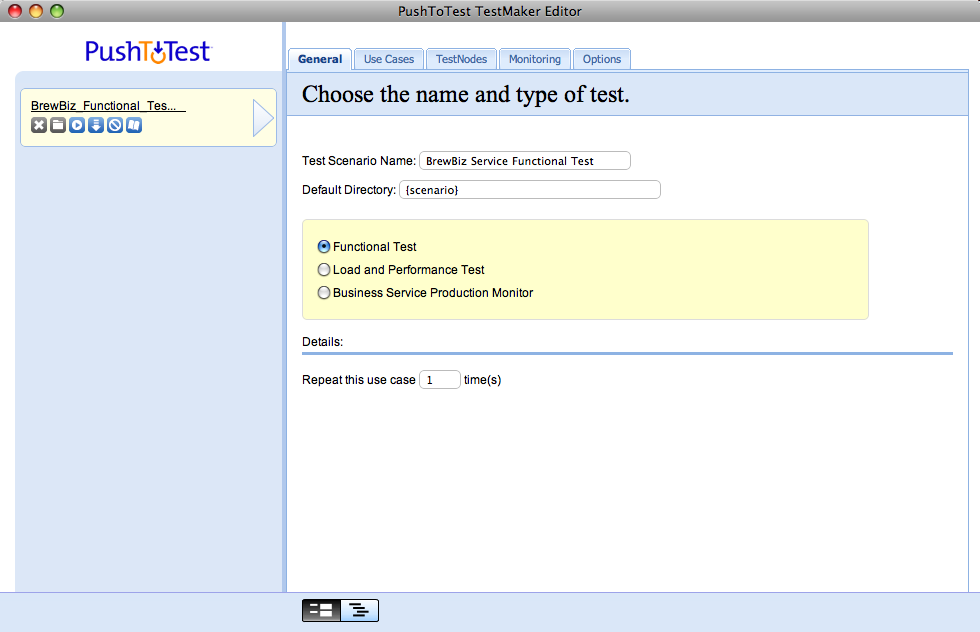 PushToTest TestMaker Editor
PushToTest
BrewBiz_Functional_Tes...
General
Use Cases
TestNodes
Monitoring
Options
Choose the name and type of test.
Test Scenario Name: BrewBiz Service Functional Test
Default Directory: {scenario}
Functional Test
Load and Performance Test
Business Service Production Monitor
Details:
Repeat this use case 1 time(s)